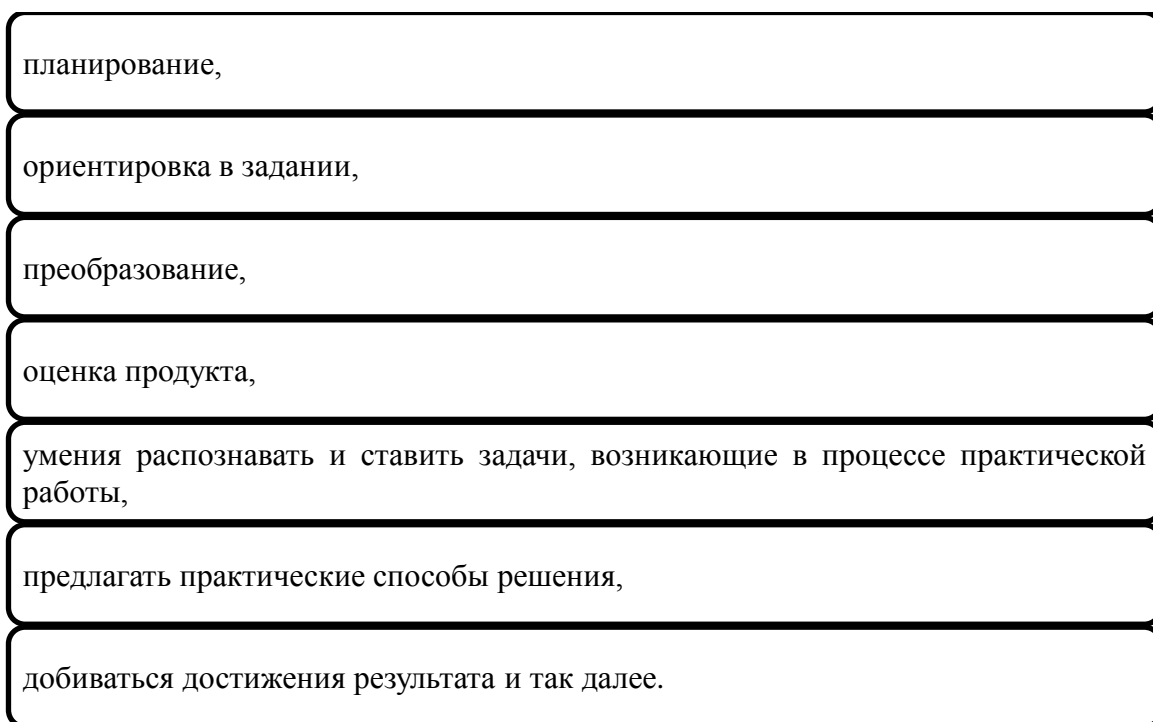 планирование,
ориентировка в задании,
преобразование,
оценка продукта,
умения распознавать и ставить задачи, возникающие в процессе практической
работы,
предлагать практические способы решения,
добиваться достижения результата и так далее.